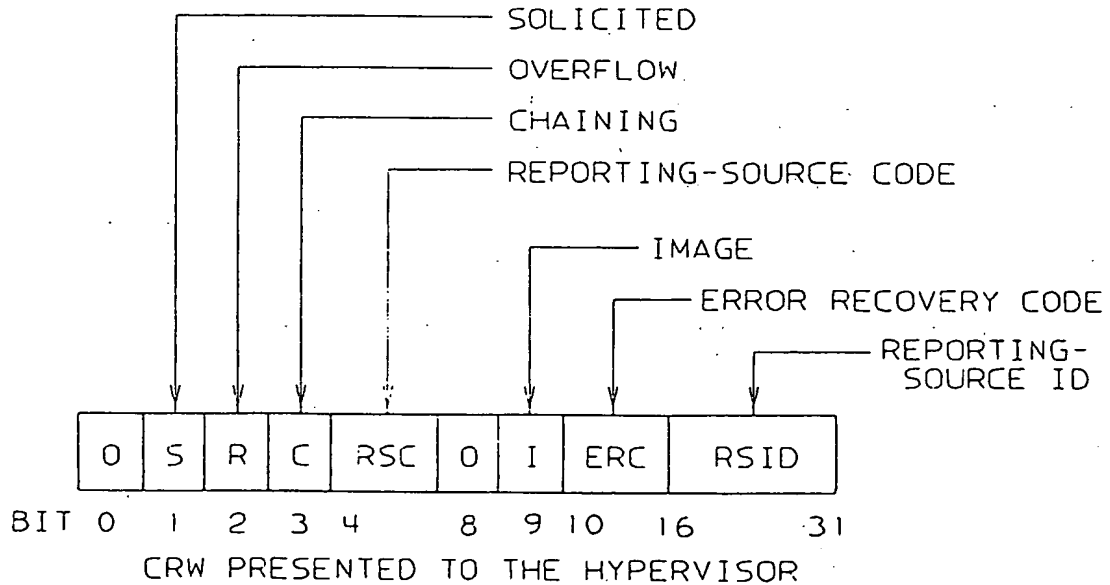 SOLICITED
OVERFLOW
CHAINING
REPORTING-SOURCE CODE
IMAGE
ERROR RECOVERY CODE
REPORTING-
SOURCE ID
0 S R C RSC 0 I ERC RSID
BIT 0 1 2 3 4 8 9 10 16 31
CRW PRESENTED TO THE HYPERVISOR